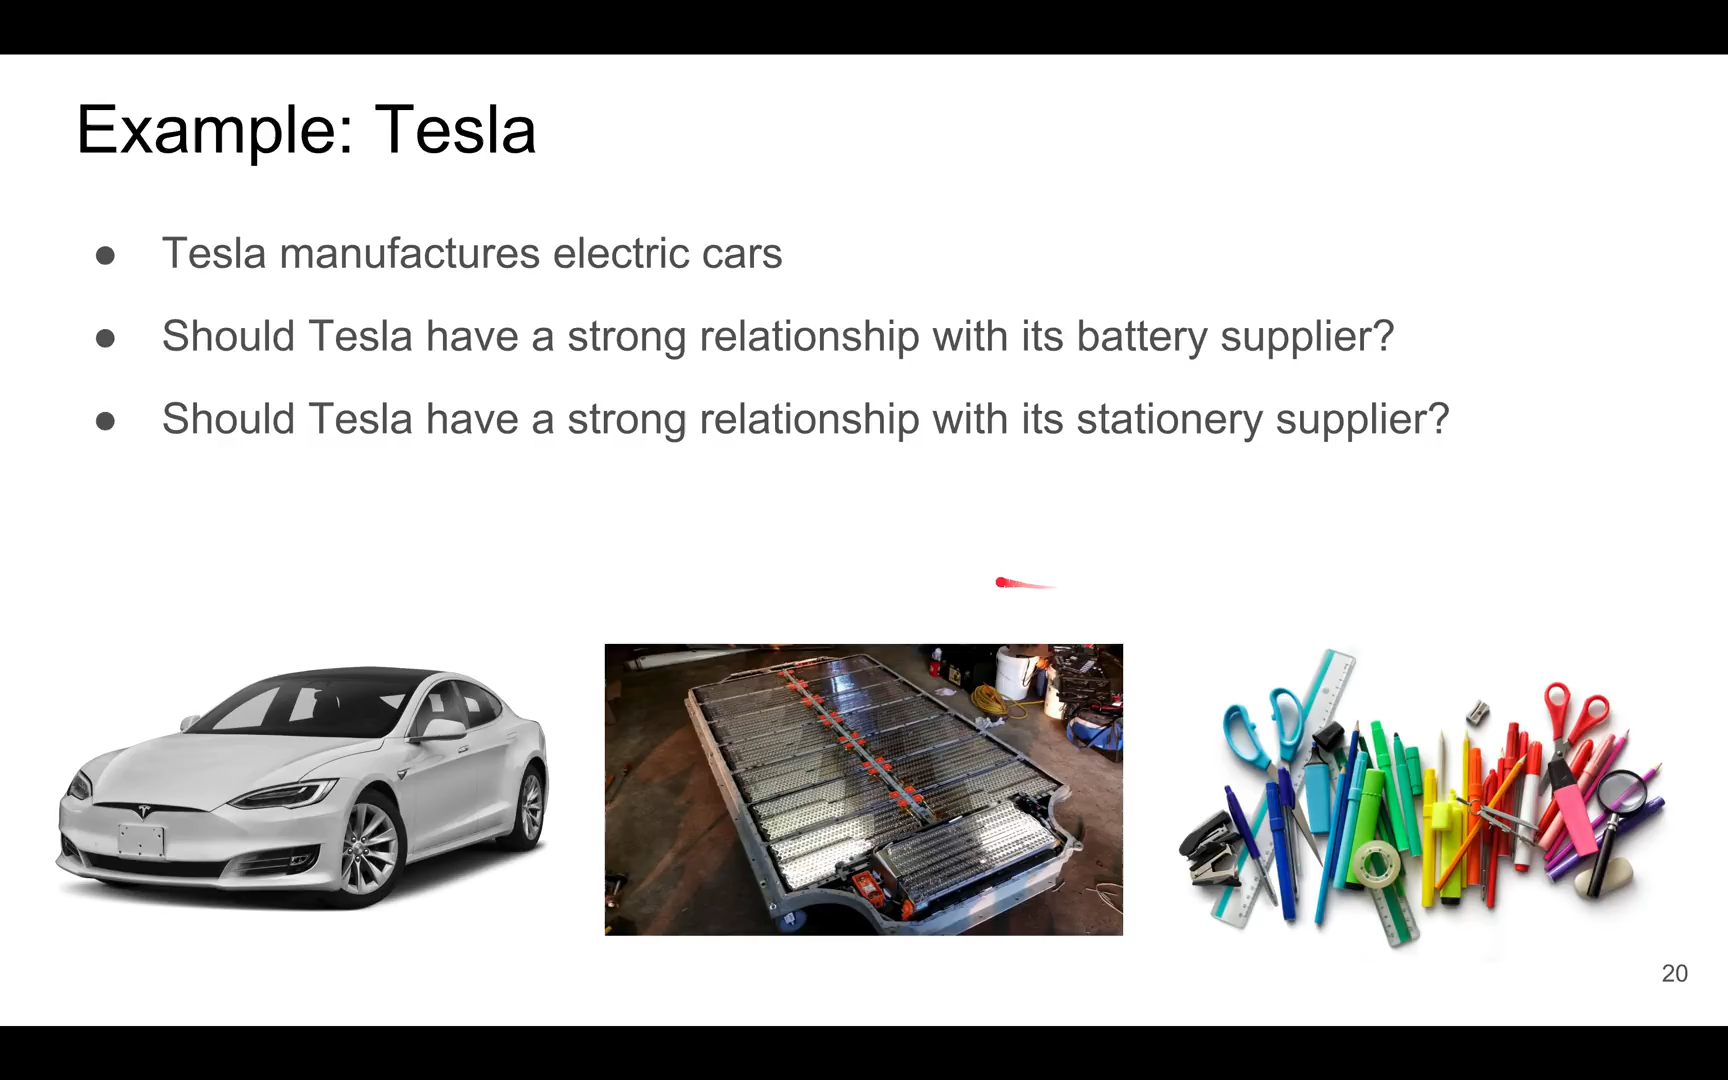 Example: Tesla
● Tesla manufactures electric cars
● Should Tesla have a strong relationship with its battery supplier?
● Should Tesla have a strong relationship with its stationery supplier?
20